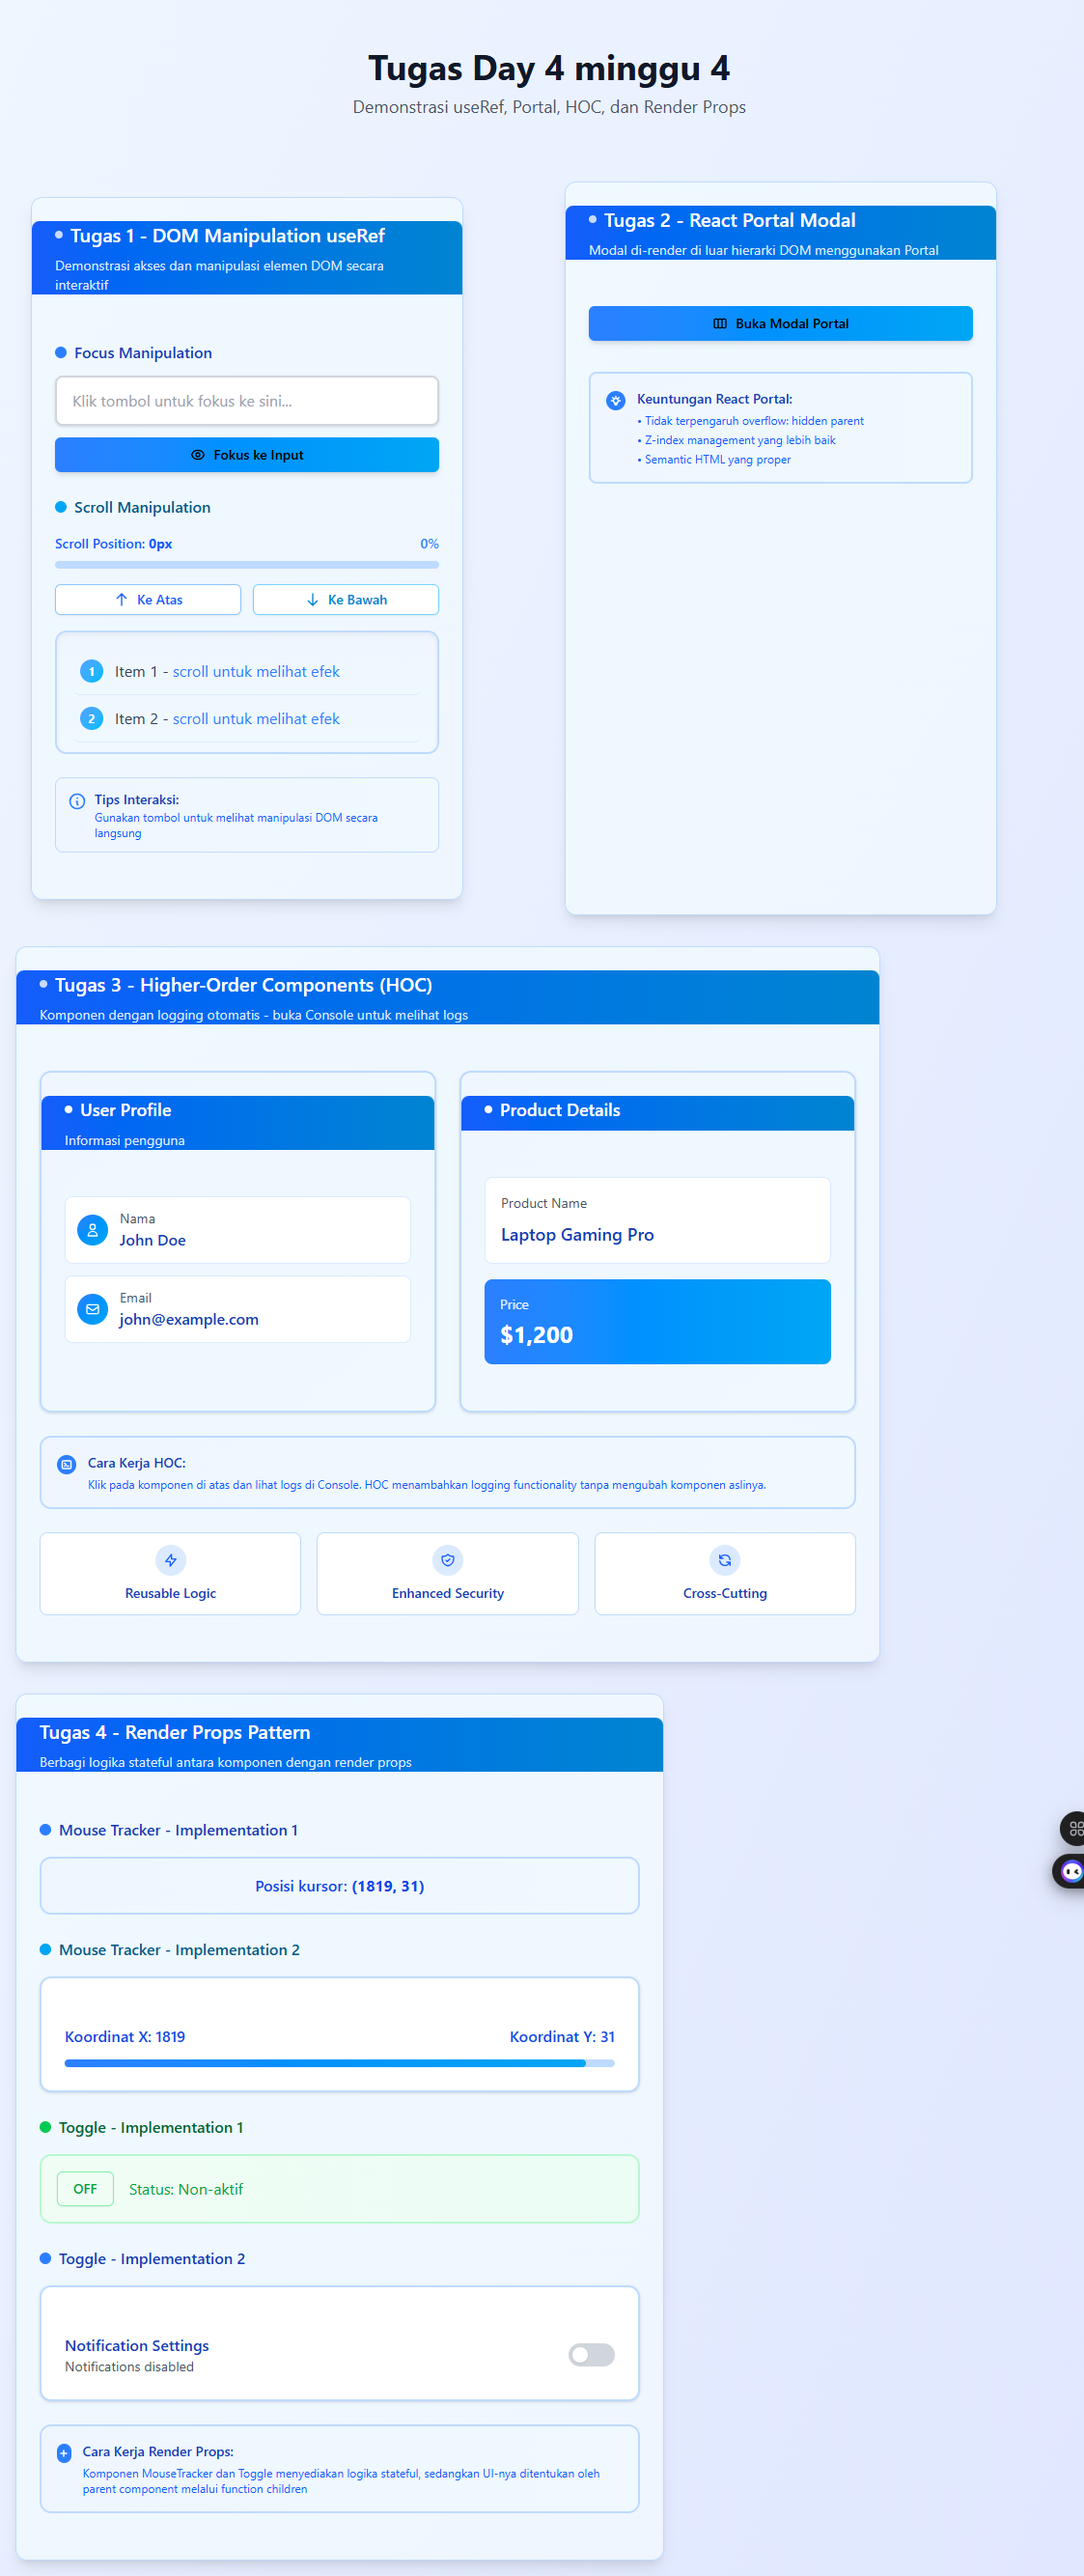 Tugas Day 4 minggu 4
Demonstrasi useRef, Portal, HOC, dan Render Props
Tugas 1 - DOM Manipulation useRef
Demonstrasi akses dan manipulasi elemen DOM secara
interaktif
Focus Manipulation
Klik tombol untuk fokus ke sini...
Fokus ke Input
Scroll Manipulation
Scroll Position: 0px
0%
Ke Atas
Ke Bawah
1
Item 1 - scroll untuk melihat efek
2
Item 2 - scroll untuk melihat efek
Tips Interaksi:
Gunakan tombol untuk melihat manipulasi DOM secara
langsung
Tugas 2 - React Portal Modal
Modal di-render di luar hierarki DOM menggunakan Portal
Buka Modal Portal
Keuntungan React Portal:
• Tidak terpengaruh overflow: hidden parent
• Z-index management yang lebih baik
• Semantic HTML yang proper
Tugas 3 - Higher-Order Components (HOC)
Komponen dengan logging otomatis - buka Console untuk melihat logs
User Profile
Informasi pengguna
Nama
John Doe
Email
john@example.com
Product Details
Product Name
Laptop Gaming Pro
Price
$1,200
Cara Kerja HOC:
Klik pada komponen di atas dan lihat logs di Console. HOC menambahkan logging functionality tanpa mengubah komponen aslinya.
Reusable Logic
Enhanced Security
Cross-Cutting
Tugas 4 - Render Props Pattern
Berbagi logika stateful antara komponen dengan render props
Mouse Tracker - Implementation 1
Posisi kursor: (1819, 31)
Mouse Tracker - Implementation 2
Koordinat X: 1819
Koordinat Y: 31
Toggle - Implementation 1
OFF
Status: Non-aktif
Toggle - Implementation 2
Notification Settings
Notifications disabled
Cara Kerja Render Props:
Komponen MouseTracker dan Toggle menyediakan logika stateful, sedangkan UI-nya ditentukan oleh
parent component melalui function children